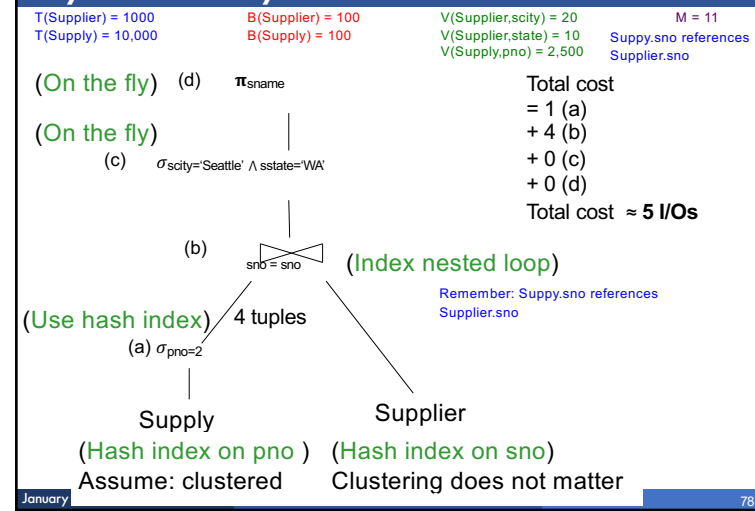 T(Supplier) = 1000
T(Supply) = 10,000
B(Supplier) = 100
B(Supply) = 100
V(Supplier,scity) = 20
V(Supplier,state) = 10
V(Supply,pno) = 2,500
M = 11
Suppy.sno references
Supplier.sno
(On the fly) (d) πsname
(On the fly)
(c) σscity='Seattle' ∧ sstate='WA'
Total cost
= 1 (a)
+ 4 (b)
+ 0 (c)
+ 0 (d)
Total cost ≈ 5 I/Os
(b)
sno = sno
(Index nested loop)
Remember: Suppy.sno references
Supplier.sno
(Use hash index) 4 tuples
(a) σpno=2
Supply
(Hash index on pno )
Assume: clustered
Supplier
(Hash index on sno)
Clustering does not matter
January
78